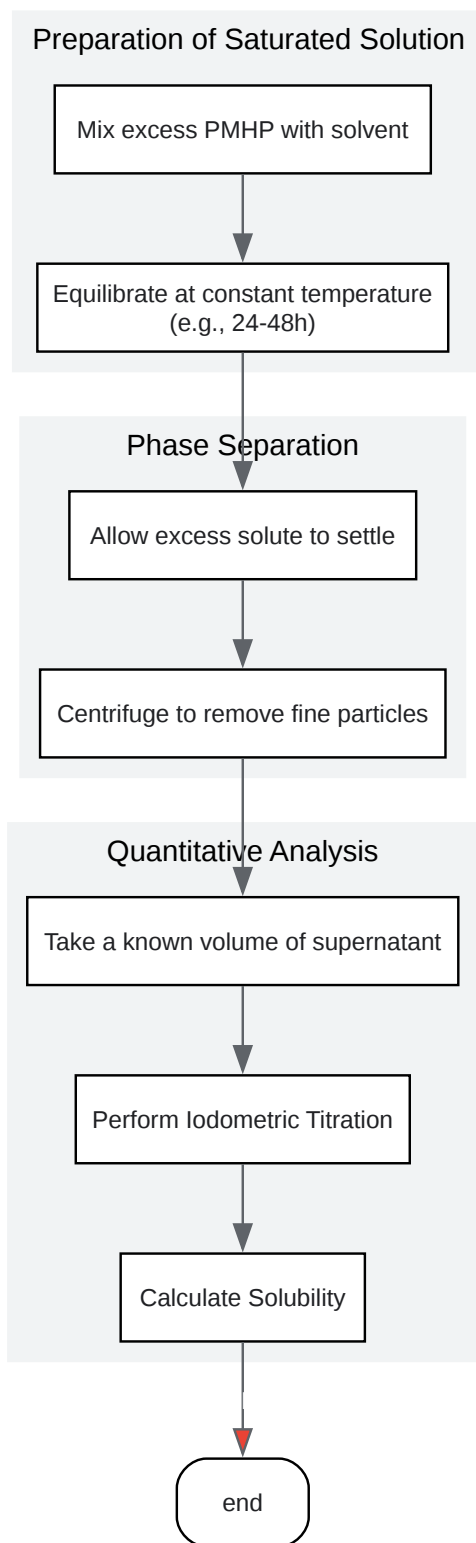 Preparation of Saturated Solution
Mix excess PMHP with solvent
Equilibrate at constant temperature
(e.g., 24-48h)
Phase Separation
Allow excess solute to settle
Centrifuge to remove fine particles
Quantitative Analysis
Take a known volume of supernatant
Perform Iodometric Titration
Calculate Solubility
end